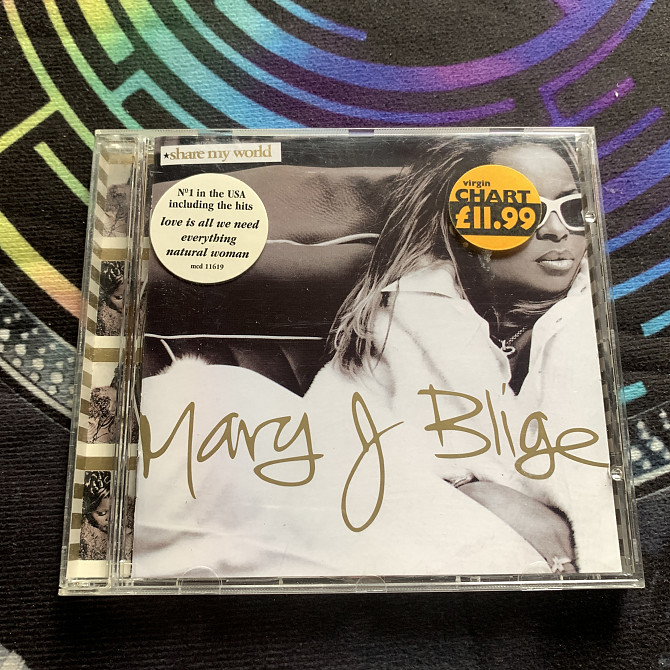 ★share my world
Nº1 in the USA
including the hits
love is all we need
everything
natural woman
mcd 11619
virgin
CHART
£11.99
Mary J Blige